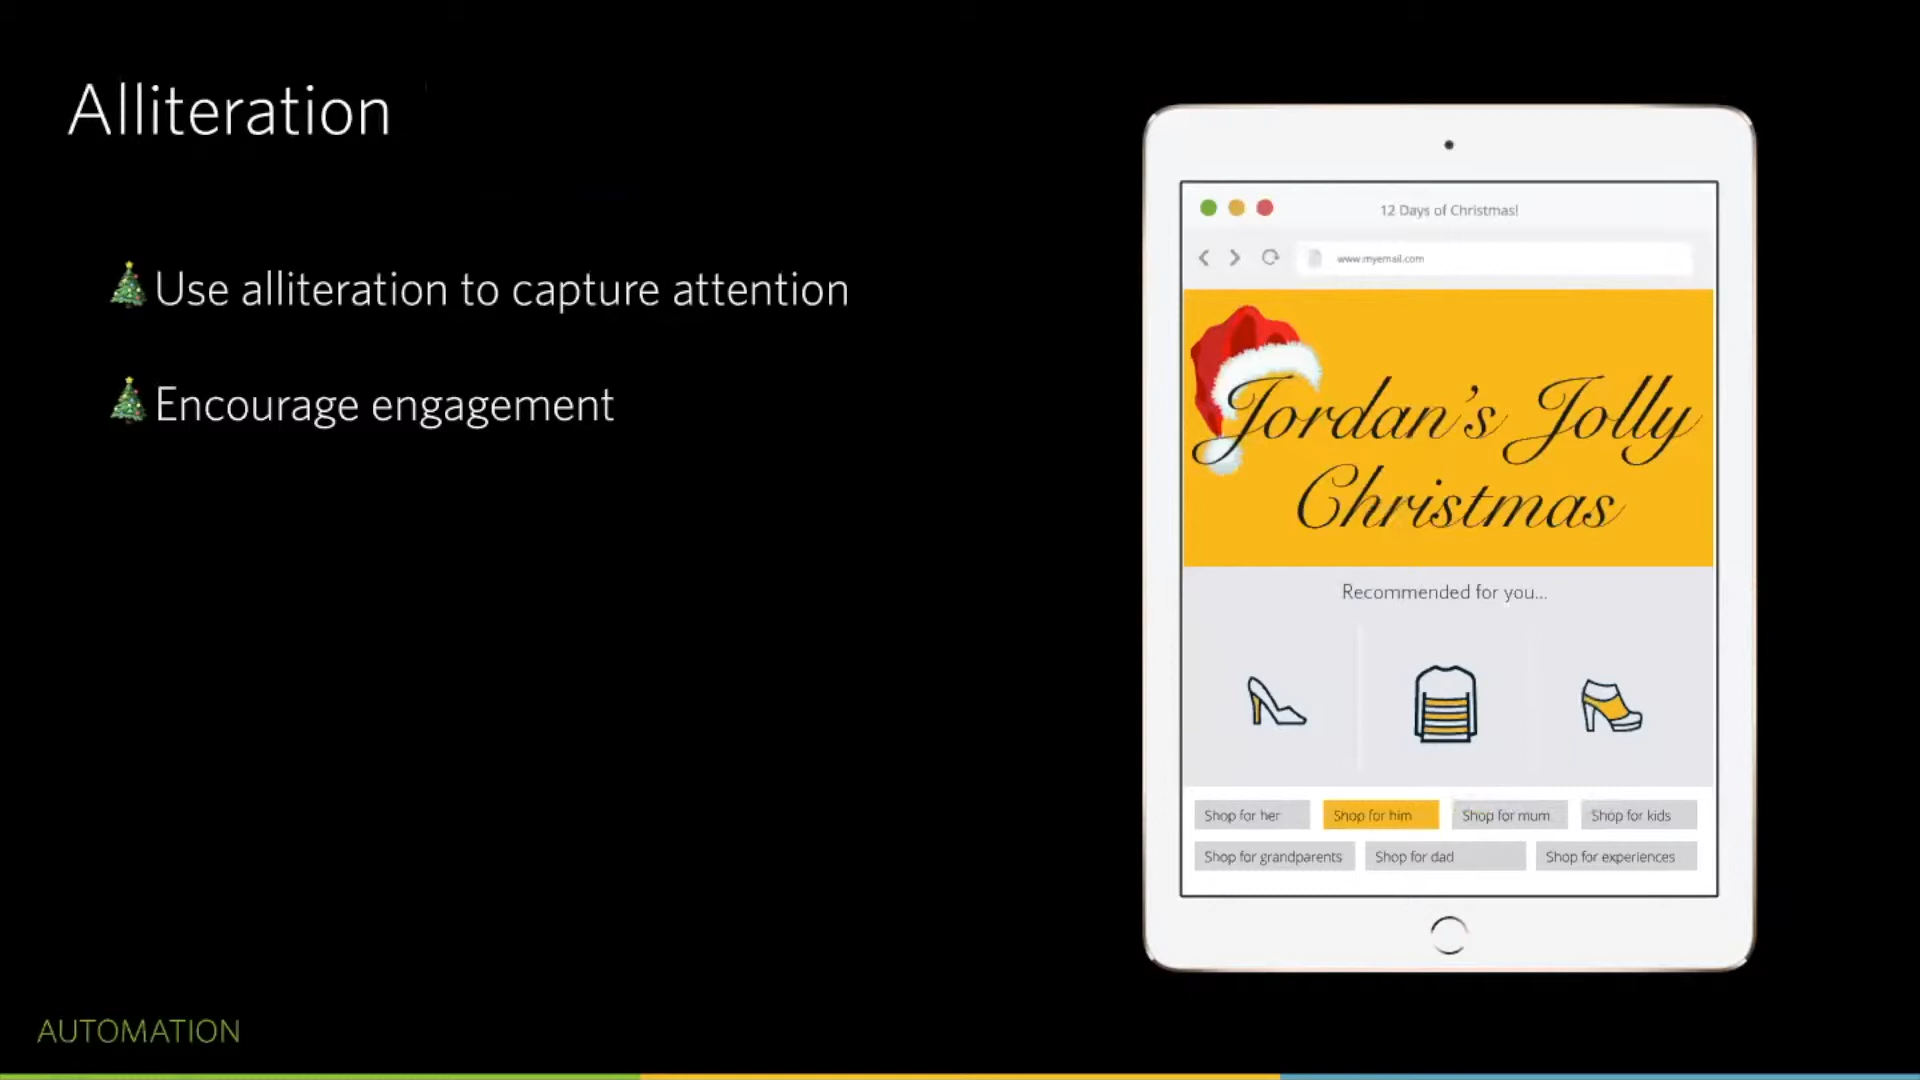 Alliteration
Use alliteration to capture attention
Encourage engagement
12 Days of Christmas!
www.myemail.com
Jordan's Jolly
Christmas
Recommended for you...
Shop for her
Shop for him
Shop for mum
Shop for kids
Shop for grandparents
Shop for dad
Shop for experiences
AUTOMATION